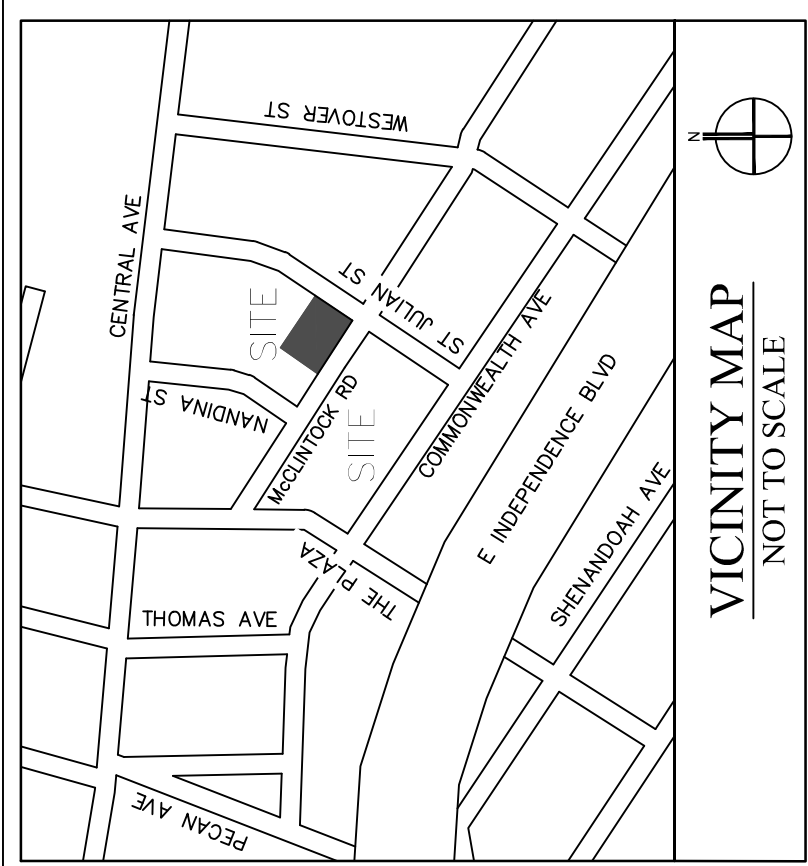 WESTOVER ST
CENTRAL AVE
SITE
ST JULIAN ST
NANDINA ST
McCLINTOCK RD
SITE
COMMONWEALTH AVE
E INDEPENDENCE BLVD
SHENANDOAH AVE
THE PLAZA
THOMAS AVE
PECAN AVE
N
VICINITY MAP
NOT TO SCALE